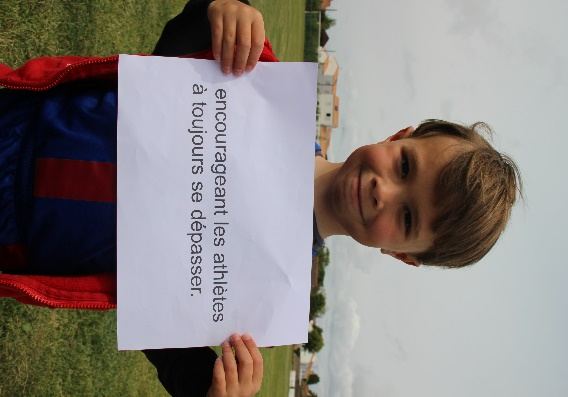 encourageant les athlètes
à toujours se dépasser.